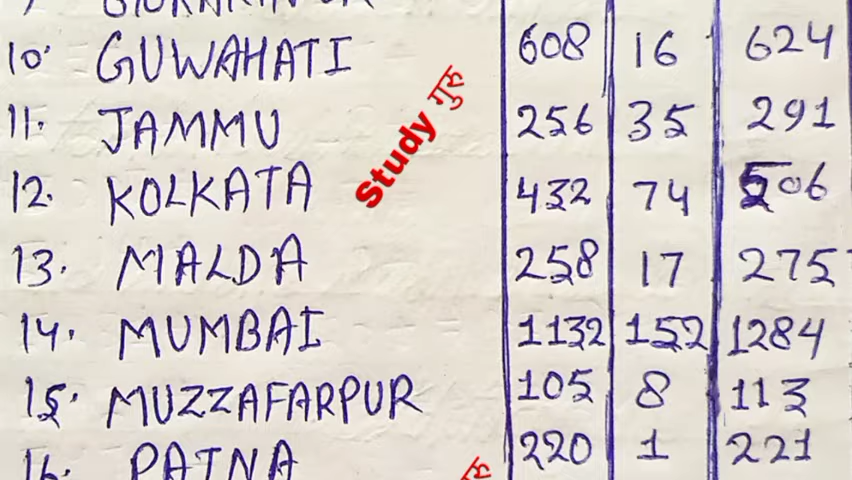 10. GUWAHATI 608 16 624
11. JAMMU 256 35 291
Study गुरु
12. KOLKATA 432 74 506
13. MALDA 258 17 275
14. MUMBAI 1132 152 1284
15. MUZZAFARPUR 105 8 113
16. PATNA 220 1 221
गुरु